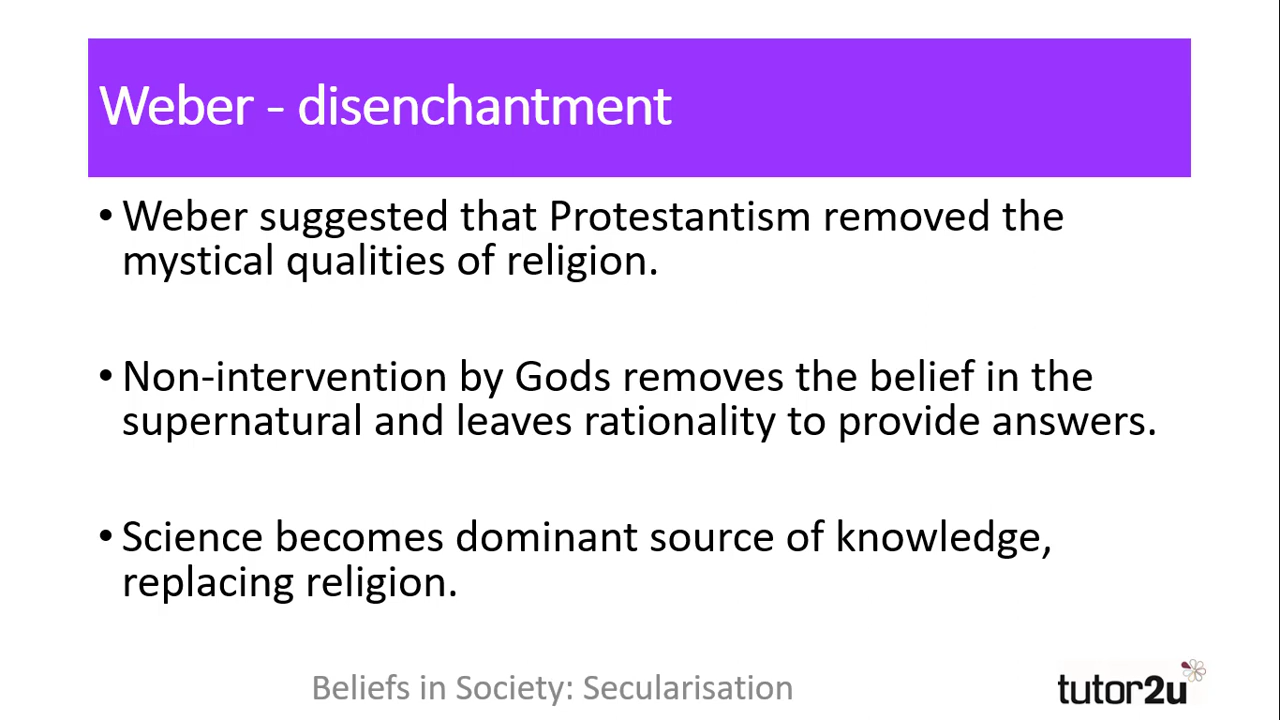 Weber - disenchantment
• Weber suggested that Protestantism removed the
mystical qualities of religion.
• Non-intervention by Gods removes the belief in the
supernatural and leaves rationality to provide answers.
• Science becomes dominant source of knowledge,
replacing religion.
Beliefs in Society: Secularisation
tutor2u